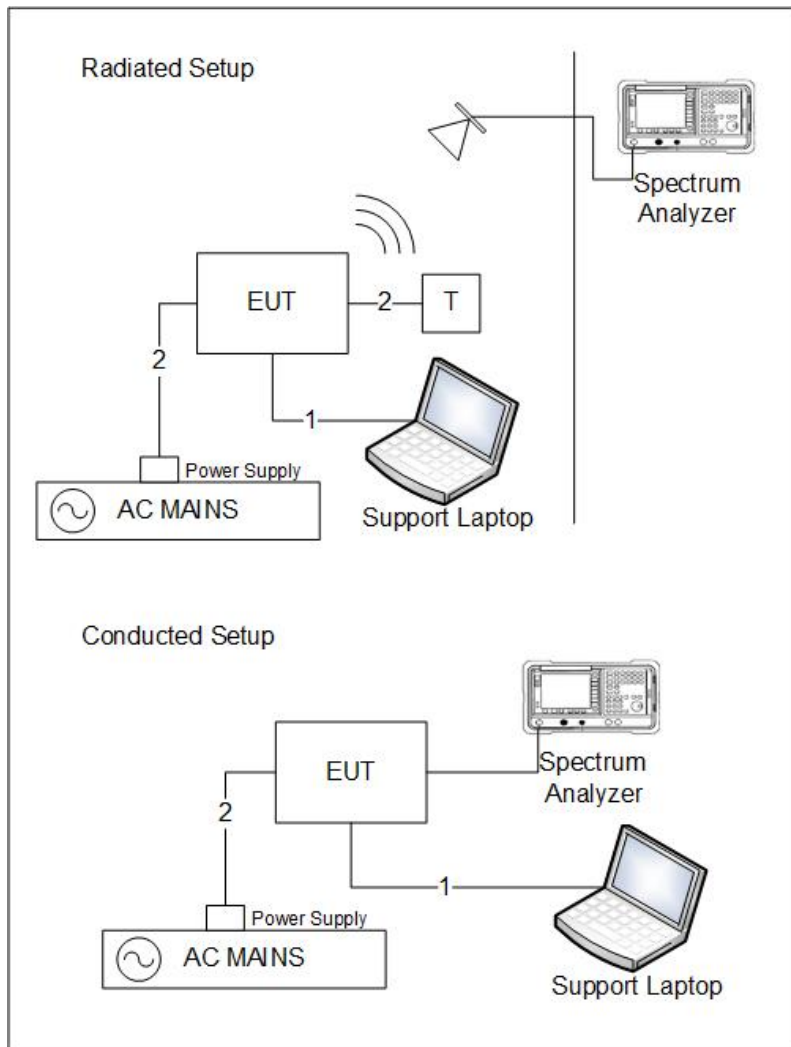 Radiated Setup
Spectrum
Analyzer
EUT
2
T
2
1
Power Supply
AC MAINS
Support Laptop
Conducted Setup
EUT
Spectrum
Analyzer
2
1
Power Supply
AC MAINS
Support Laptop